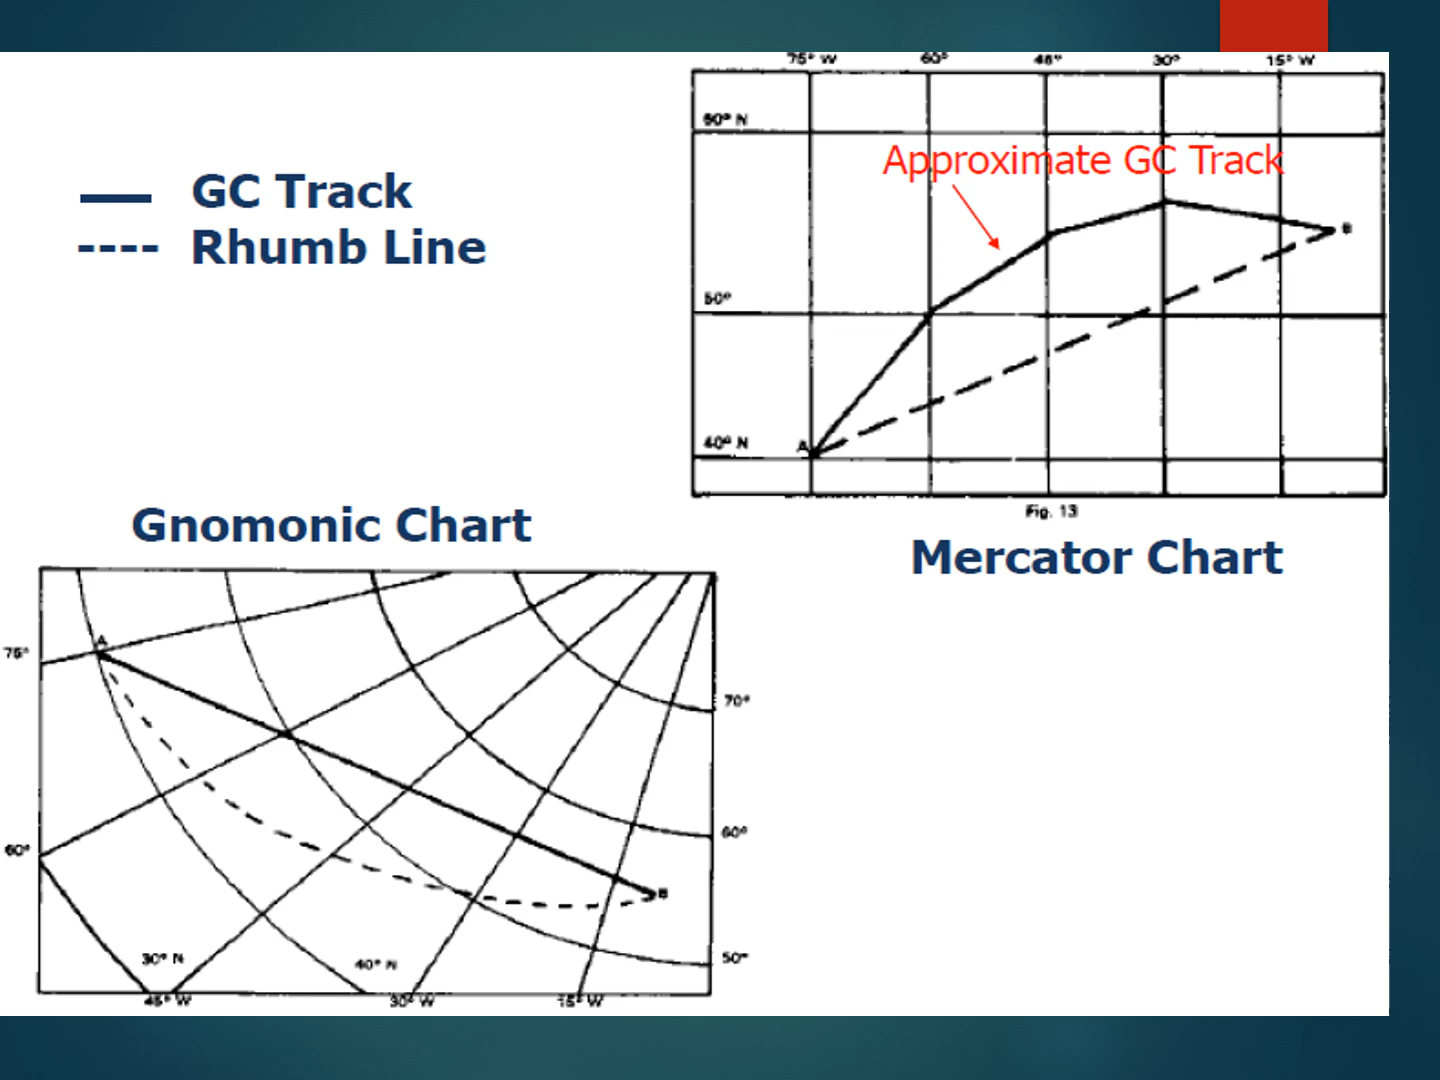 GC Track
---- Rhumb Line
75° W 60° 45° 30° 15° W
60° N
Approximate GC Track
B
50°
40° N A
Fig. 13
Gnomonic Chart
Mercator Chart
A
75°
70°
60°
60°
B
30° N 40° N 50°
45° W 30° W 15° W